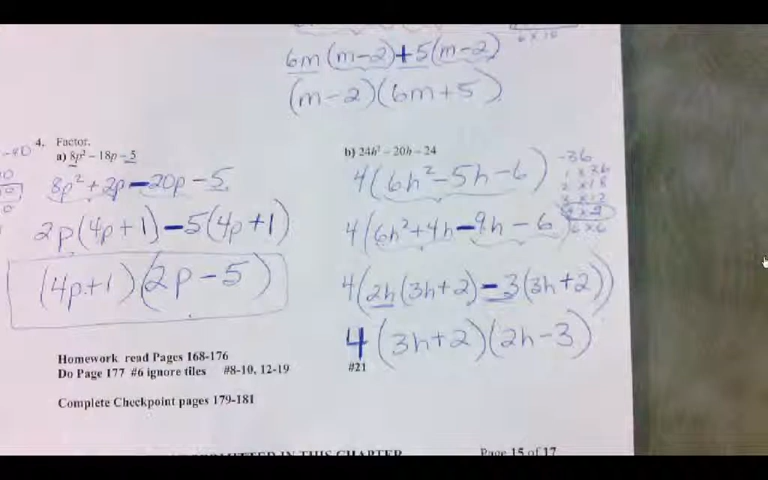 6m(m-2)+5(m-2)
(m-2)(6m+5)
4. Factor.
a) 8p² – 18p – 5
8p² + 2p - 20p - 5
2p(4p+1) - 5(4p+1)
(4p+1)(2p-5)
b) 24h² – 20h – 24
4(6h² - 5h - 6)
4(6h² + 4h - 9h - 6)
4(2h(3h+2) - 3(3h+2))
4(3h+2)(2h-3)
-36
1 x 36
2 x 18
3 x 12
4 x 9
6 x 6
Homework read Pages 168-176
Do Page 177 #6 ignore tiles #8-10, 12-19 #21
Complete Checkpoint pages 179-181
IN THIS CHAPTER
Page 15 of 17